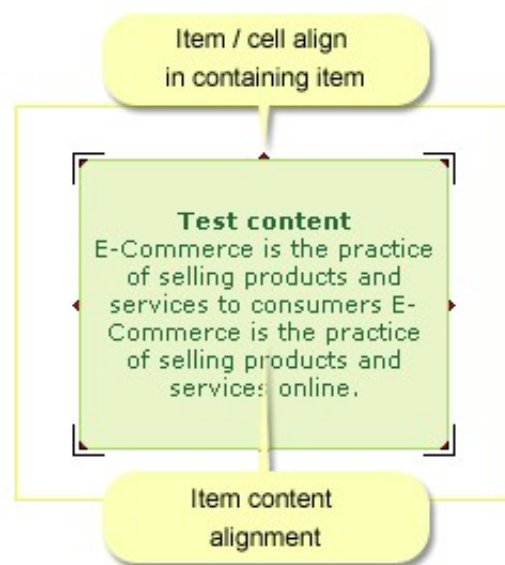 Item / cell align
in containing item
Test content
E-Commerce is the practice
of selling products and
services to consumers E-
Commerce is the practice
of selling products and
services online.
Item content
alignment